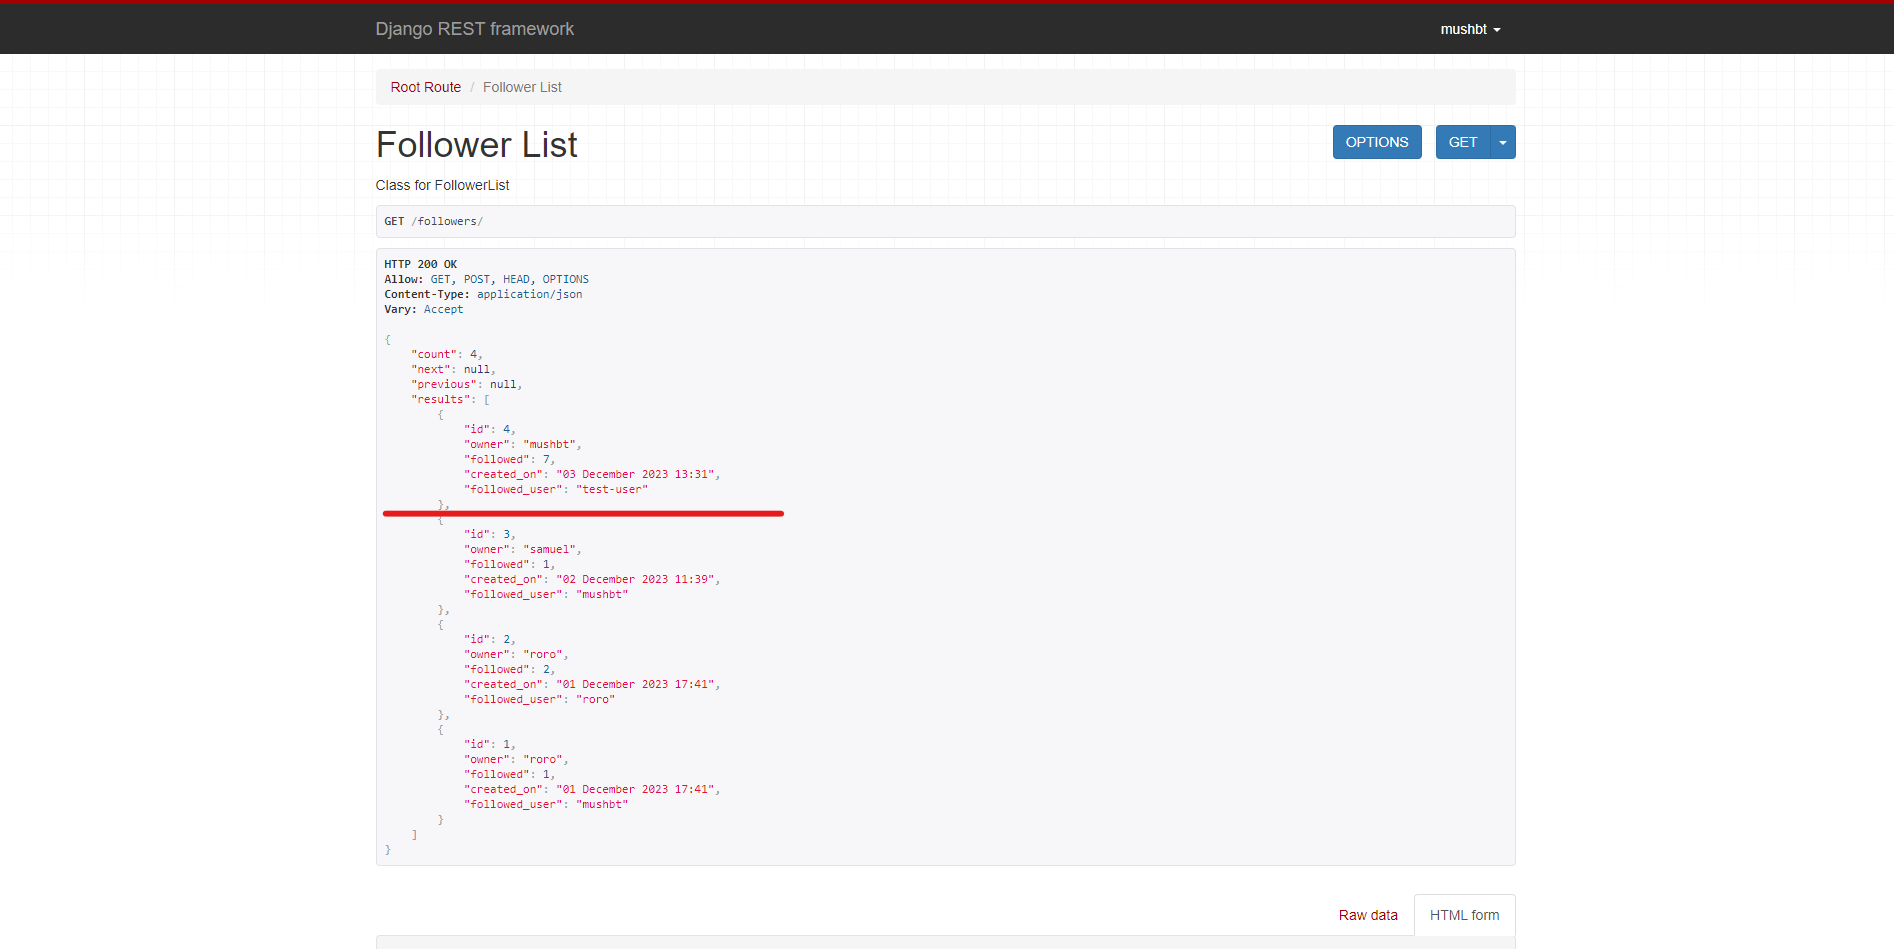 Django REST framework
mushbt
Root Route / Follower List
Follower List
OPTIONS
GET
Class for FollowerList
GET /followers/
HTTP 200 OK
Allow: GET, POST, HEAD, OPTIONS
Content-Type: application/json
Vary: Accept
{
    "count": 4,
    "next": null,
    "previous": null,
    "results": [
        {
            "id": 4,
            "owner": "mushbt",
            "followed": 7,
            "created_on": "03 December 2023 13:31",
            "followed_user": "test-user"
        },
        {
            "id": 3,
            "owner": "samuel",
            "followed": 1,
            "created_on": "02 December 2023 11:39",
            "followed_user": "mushbt"
        },
        {
            "id": 2,
            "owner": "roro",
            "followed": 2,
            "created_on": "01 December 2023 17:41",
            "followed_user": "roro"
        },
        {
            "id": 1,
            "owner": "roro",
            "followed": 1,
            "created_on": "01 December 2023 17:41",
            "followed_user": "mushbt"
        }
    ]
}
Raw data
HTML form